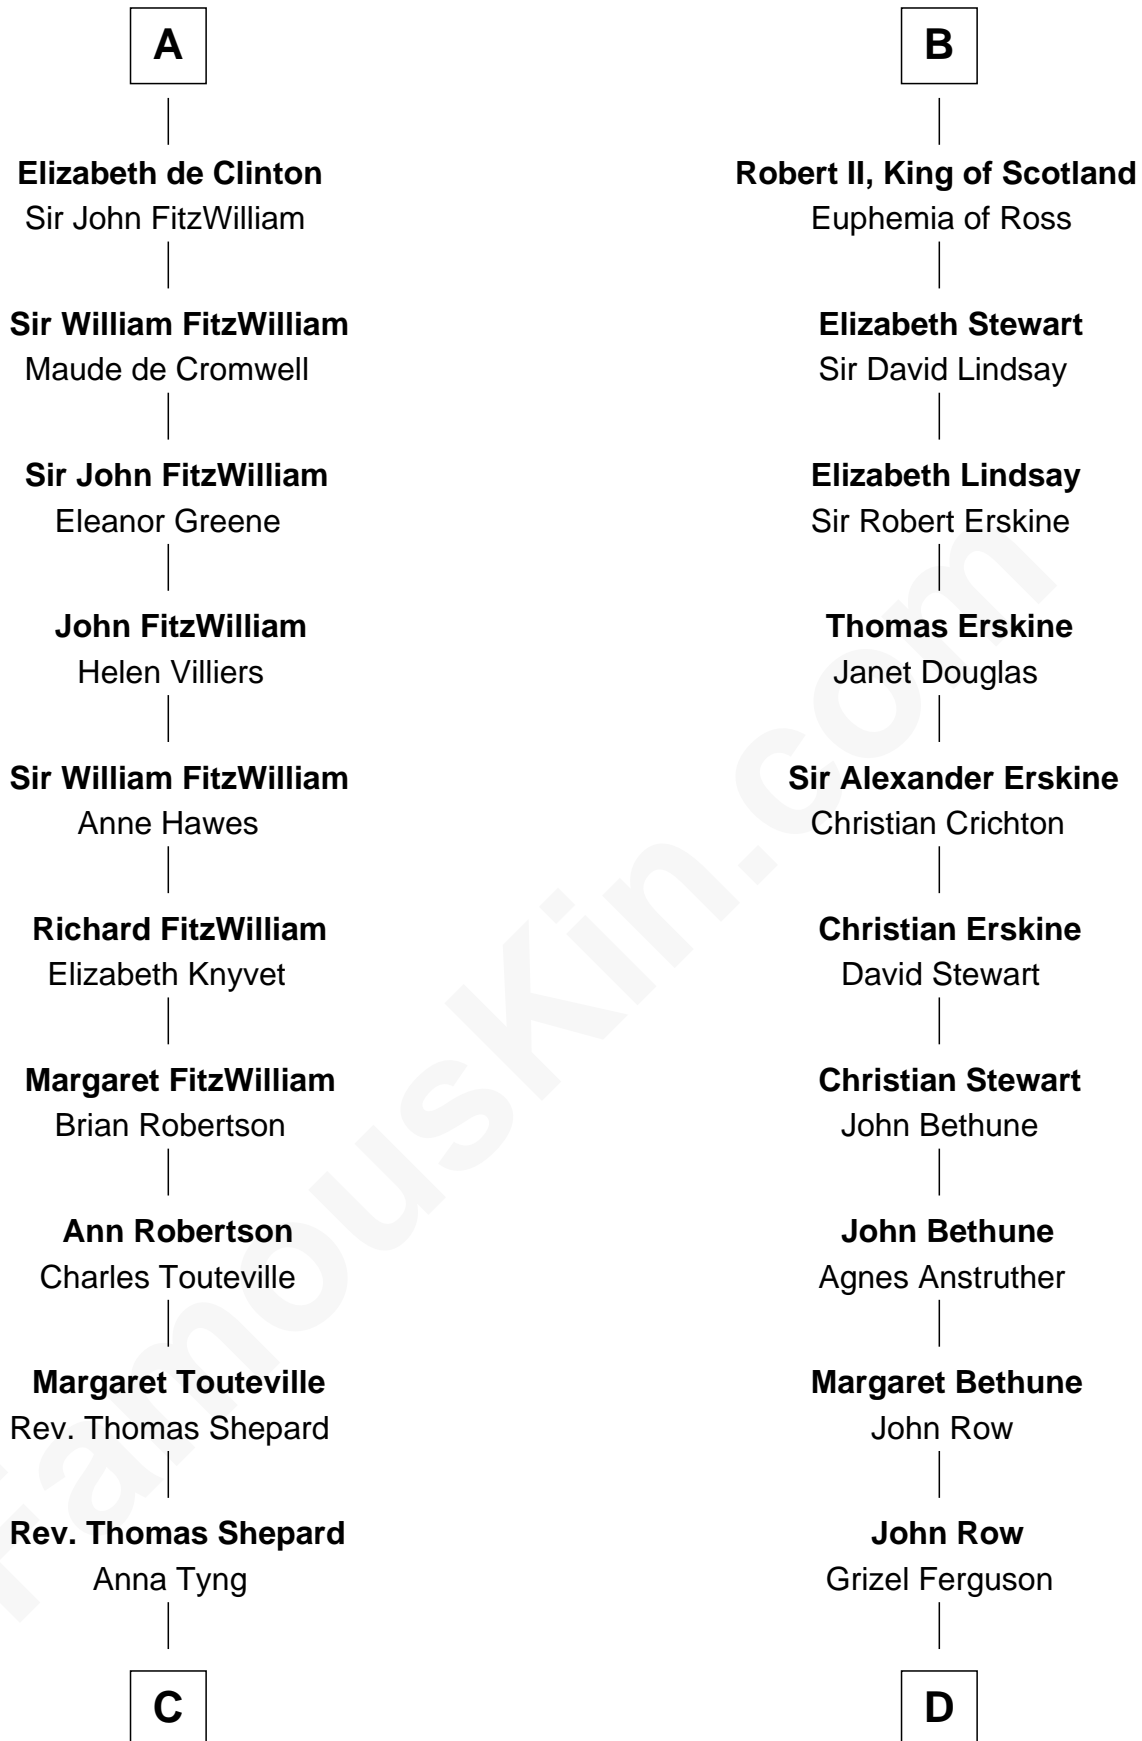 A
Elizabeth de Clinton
Sir John FitzWilliam
Sir William FitzWilliam
Maude de Cromwell
Sir John FitzWilliam
Eleanor Greene
John FitzWilliam
Helen Villiers
Sir William FitzWilliam
Anne Hawes
Richard FitzWilliam
Elizabeth Knyvet
Margaret FitzWilliam
Brian Robertson
Ann Robertson
Charles Touteville
Margaret Touteville
Rev. Thomas Shepard
Rev. Thomas Shepard
Anna Tyng
C
B
Robert II, King of Scotland
Euphemia of Ross
Elizabeth Stewart
Sir David Lindsay
Elizabeth Lindsay
Sir Robert Erskine
Thomas Erskine
Janet Douglas
Sir Alexander Erskine
Christian Crichton
Christian Erskine
David Stewart
Christian Stewart
John Bethune
John Bethune
Agnes Anstruther
Margaret Bethune
John Row
John Row
Grizel Ferguson
D
FamousKin.com